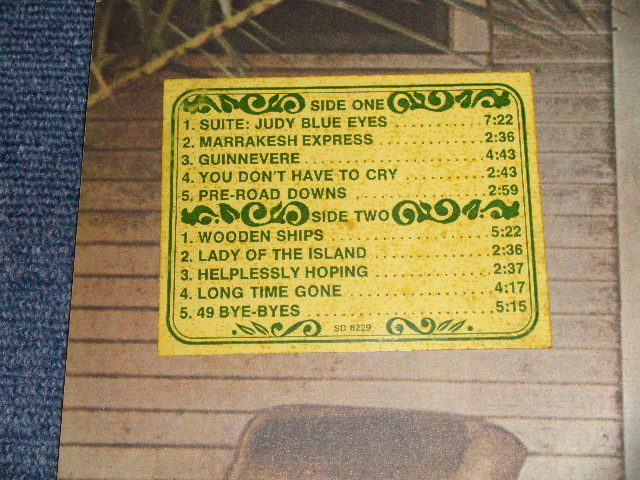 SIDE ONE
1. SUITE: JUDY BLUE EYES ............ 7:22
2. MARRAKESH EXPRESS ............ 2:36
3. GUINNEVERE ............ 4:43
4. YOU DON'T HAVE TO CRY ............ 2:43
5. PRE-ROAD DOWNS ............ 2:59
SIDE TWO
1. WOODEN SHIPS ............ 5:22
2. LADY OF THE ISLAND ............ 2:36
3. HELPLESSLY HOPING ............ 2:37
4. LONG TIME GONE ............ 4:17
5. 49 BYE-BYES ............ 5:15
SD 8229